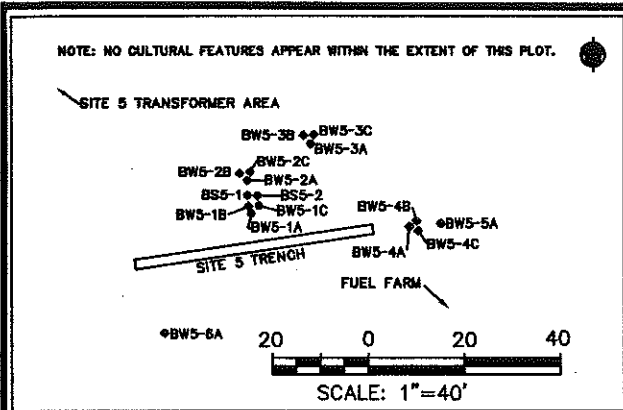 NOTE: NO CULTURAL FEATURES APPEAR WITHIN THE EXTENT OF THIS PLOT.
SITE 5 TRANSFORMER AREA
BW5-3B
BW5-3C
BW5-3A
BW5-2C
BW5-2B
BW5-2A
BS5-1
BS5-2
BW5-1B
BW5-1C
BW5-1A
BW5-4B
BW5-5A
BW5-4A
BW5-4C
SITE 5 TRENCH
FUEL FARM
BW5-6A
20 0 20 40
SCALE: 1"=40'